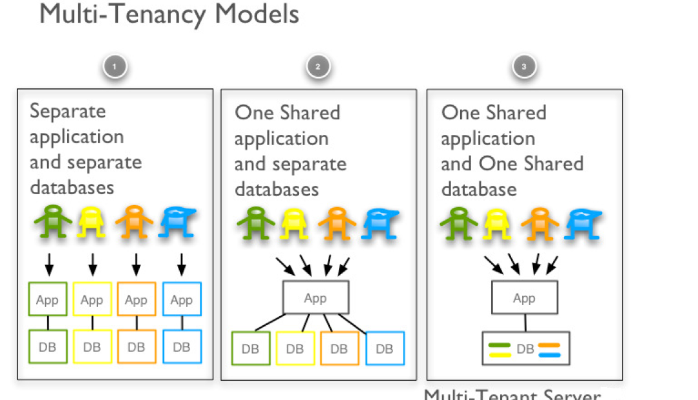 Multi-Tenancy Models
1
2
3
Separate
application
and separate
databases
One Shared
application
and separate
databases
One Shared
application
and One Shared
database
App
App
App
App
DB
DB
DB
DB
App
DB
DB
DB
DB
App
DB
Multi-Tenant Server